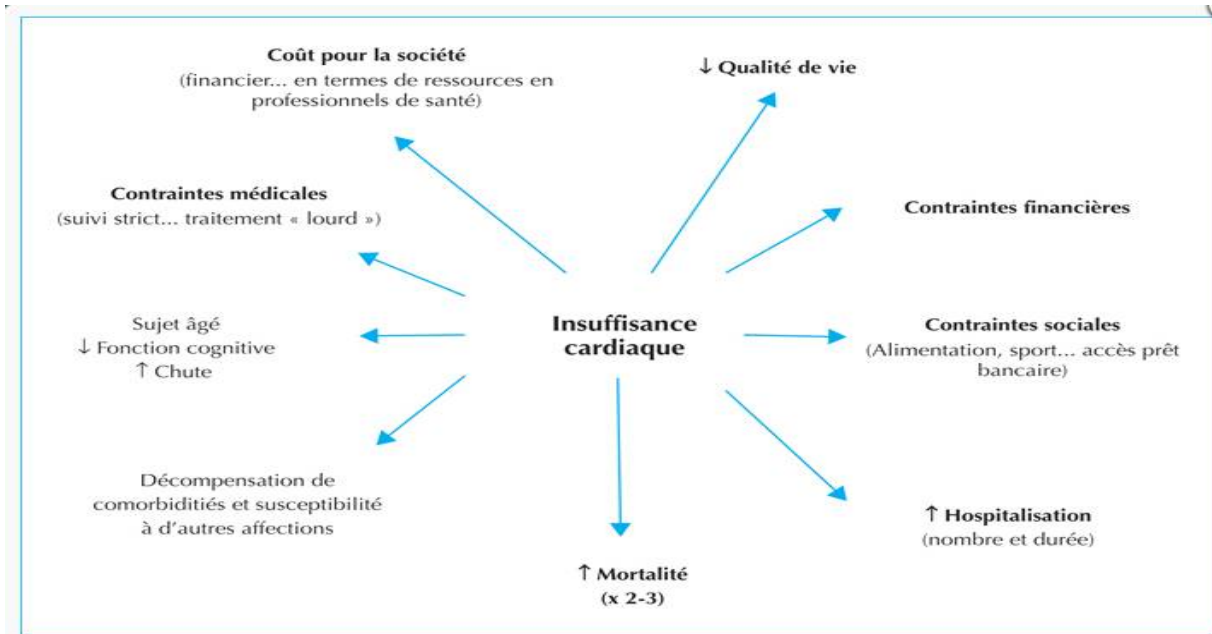 Coût pour la société
(financier... en termes de ressources en
professionnels de santé)
↓ Qualité de vie
Contraintes médicales
(suivi strict... traitement « lourd »)
Contraintes financières
Sujet âgé
↓ Fonction cognitive
↑ Chute
Insuffisance
cardiaque
Contraintes sociales
(Alimentation, sport... accès prêt
bancaire)
Décompensation de
comorbiditiés et susceptibilité
à d'autres affections
↑ Hospitalisation
(nombre et durée)
↑ Mortalité
(x 2-3)